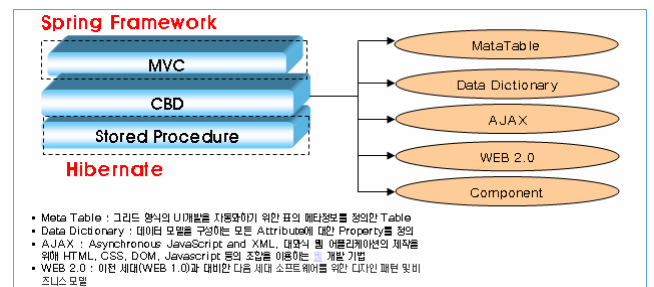 Spring Framework
MVC
CBD
Stored Procedure
Hibernate
MataTable
Data Dictionary
AJAX
WEB 2.0
Component
• Meta Table : 그리드 형식의 UI개발을 자동화하기 위한 표의 메타정보를 정의한 Table
• Data Dictionary : 데이터 모델을 구성하는 모든 Attribute에 대한 Property를 정의
• AJAX : Asynchronous JavaScript and XML, 대화식 웹 어플리케이션의 제작을
위해 HTML, CSS, DOM, Javascript 등의 조합을 이용하는 웹 개발 기법
• WEB 2.0 : 이전 세대(WEB 1.0)과 대비한 다음 세대 소프트웨어를 위한 디자인 패턴 및 비
즈니스 모델